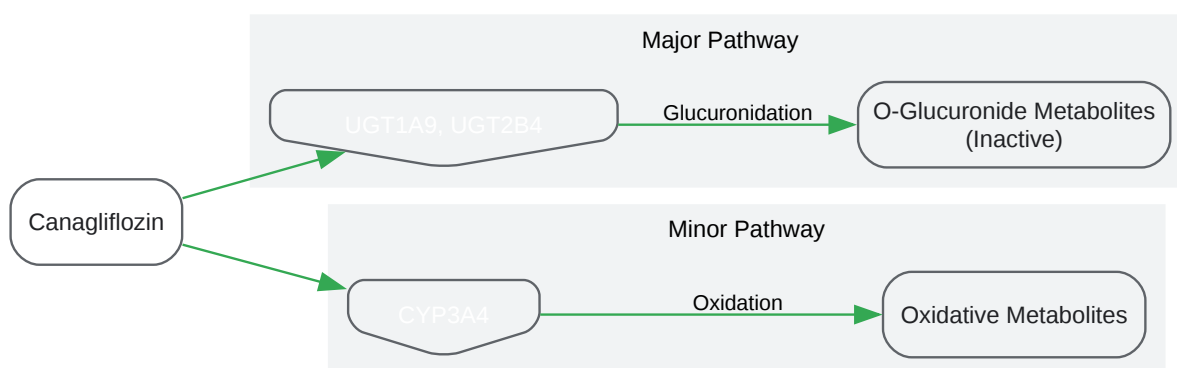 Major Pathway
UGT1A9, UGT2B4
Glucuronidation
O-Glucuronide Metabolites
(Inactive)
Canagliflozin
Minor Pathway
CYP3A4
Oxidation
Oxidative Metabolites